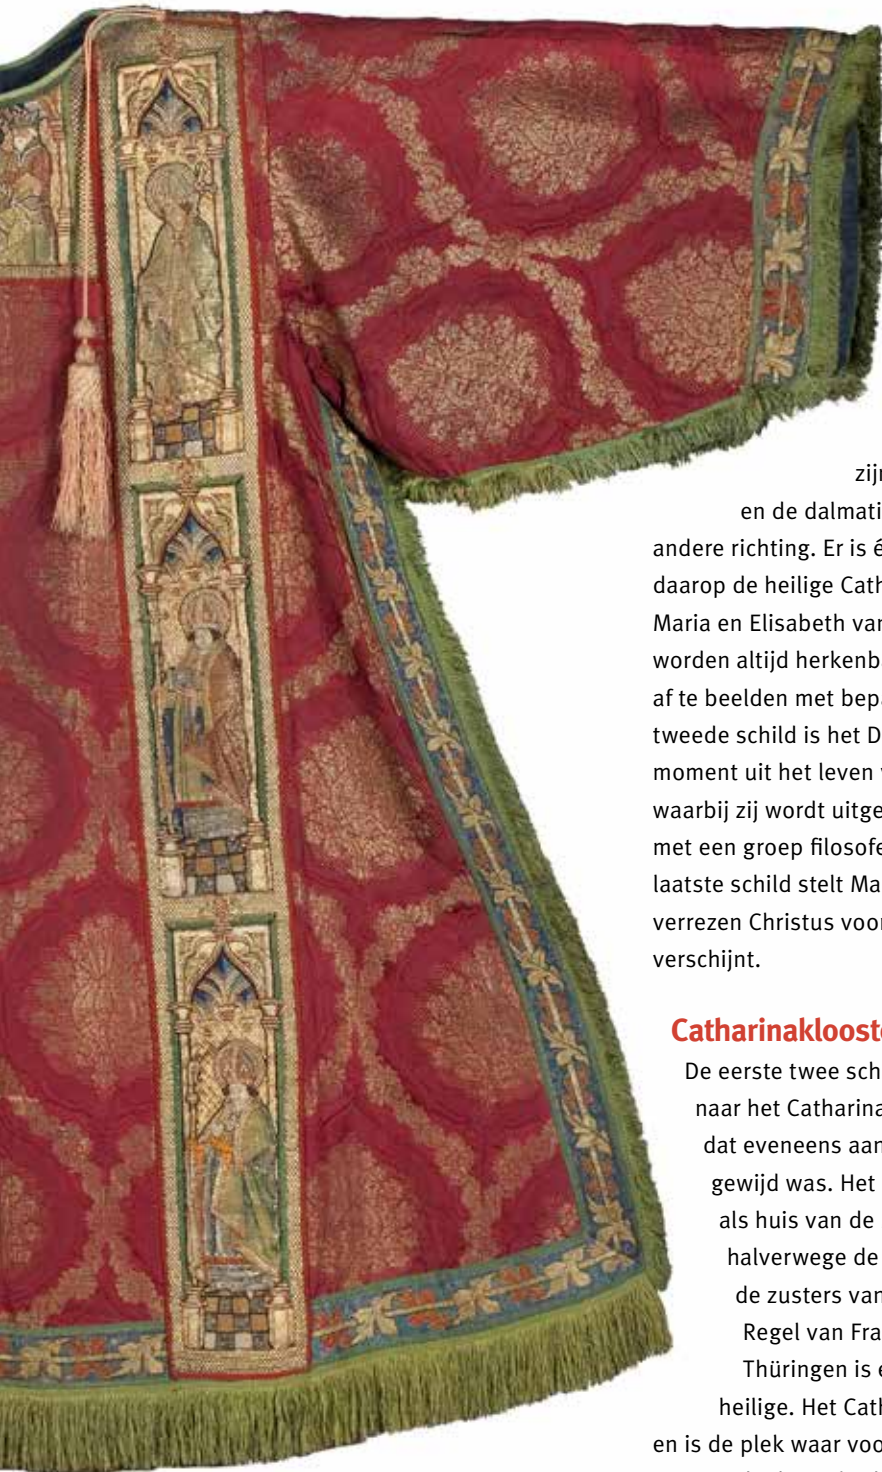 zijn
en de dalmati
andere richting. Er is é
daarop de heilige Cath
Maria en Elisabeth van
worden altijd herkenb
af te beelden met bep
tweede schild is het D
moment uit het leven v
waarbij zij wordt uitge
met een groep filosofe
laatste schild stelt Ma
verrezen Christus voor
verschijnt.
Catharinaklooste
De eerste twee sch
naar het Catharina
dat eveneens aan
gewijd was. Het
als huis van de
halverwege de
de zusters van
Regel van Fra
Thüringen is e
heilige. Het Cath
en is de plek waar voo